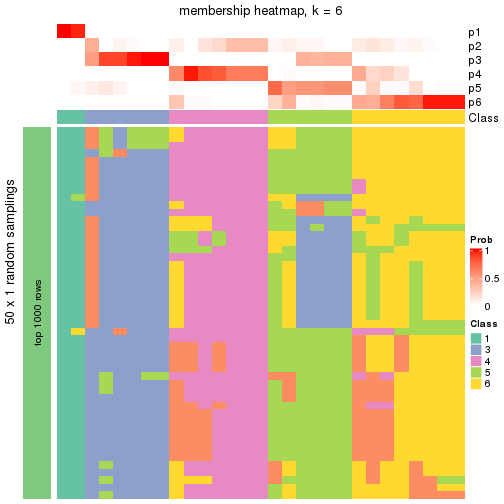 membership heatmap, k = 6
p1
p2
p3
p4
p5
p6
Class
50 x 1 random samplings
top 1000 rows
Prob
1
0.5
0
Class
1
3
4
5
6